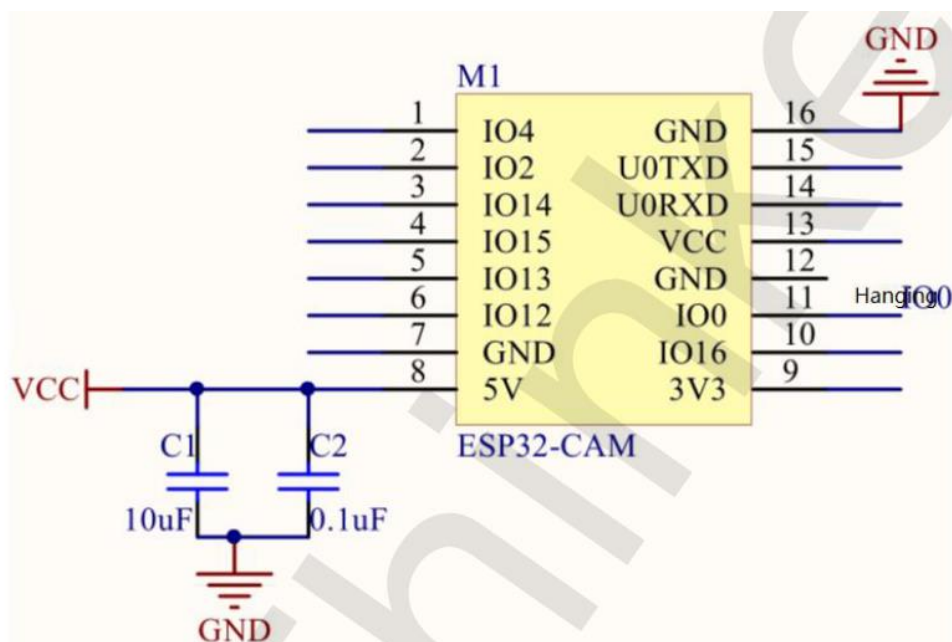 GND
M1
1 IO4 GND 16
2 IO2 U0TXD 15
3 IO14 U0RXD 14
4 IO15 VCC 13
5 IO13 GND 12
6 IO12 IO0 11 Hanging IO0
7 GND IO16 10
VCC 8 5V 3V3 9
ESP32-CAM
C1 C2
10uF 0.1uF
GND